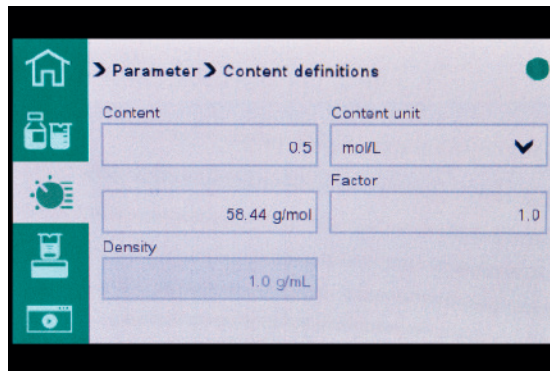 Parameter Content definitions
Content
Content unit
0.5
mol/L
Factor
58.44 g/mol
1.0
Density
1.0 g/mL